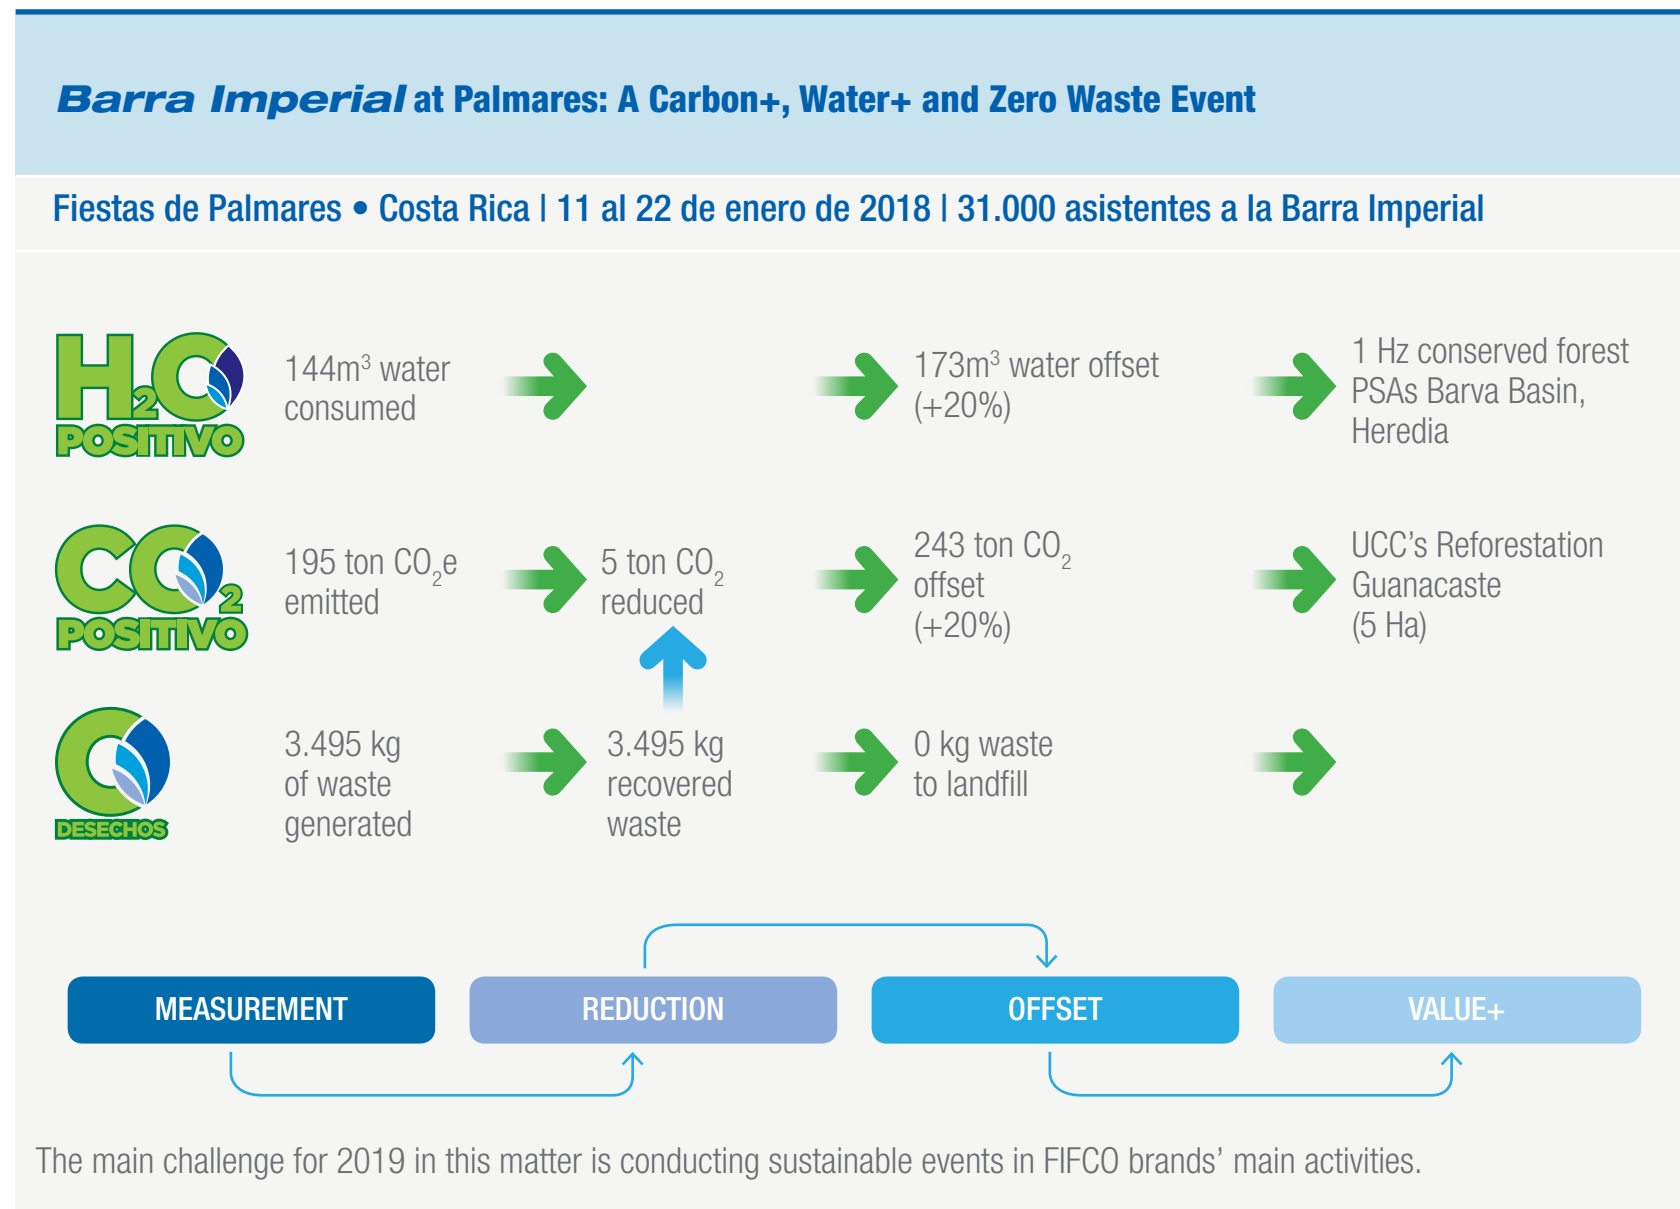 Barra Imperial at Palmares: A Carbon+, Water+ and Zero Waste Event
Fiestas de Palmares • Costa Rica | 11 al 22 de enero de 2018 | 31.000 asistentes a la Barra Imperial
H₂O
POSITIVO
144m³ water
consumed
173m³ water offset
(+20%)
1 Hz conserved forest
PSAs Barva Basin,
Heredia
CO₂
POSITIVO
195 ton CO₂e
emitted
5 ton CO₂
reduced
243 ton CO₂
offset
(+20%)
UCC's Reforestation
Guanacaste
(5 Ha)
0
DESECHOS
3.495 kg
of waste
generated
3.495 kg
recovered
waste
0 kg waste
to landfill
MEASUREMENT
REDUCTION
OFFSET
VALUE+
The main challenge for 2019 in this matter is conducting sustainable events in FIFCO brands' main activities.